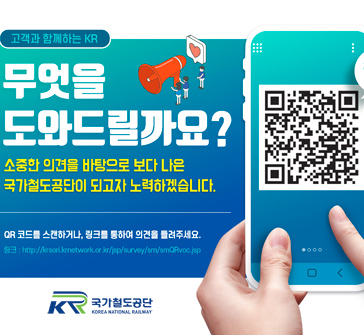 고객과 함께하는 KR
무엇을
도와드릴까요?
소중한 의견을 바탕으로 보다 나은
국가철도공단이 되고자 노력하겠습니다.
QR 코드를 스캔하거나, 링크를 통하여 의견을 들려주세요.
링크 : http://krsori.krnetwork.or.kr/jsp/survey/sm/smQRvoc.jsp
KR 국가철도공단
KOREA NATIONAL RAILWAY